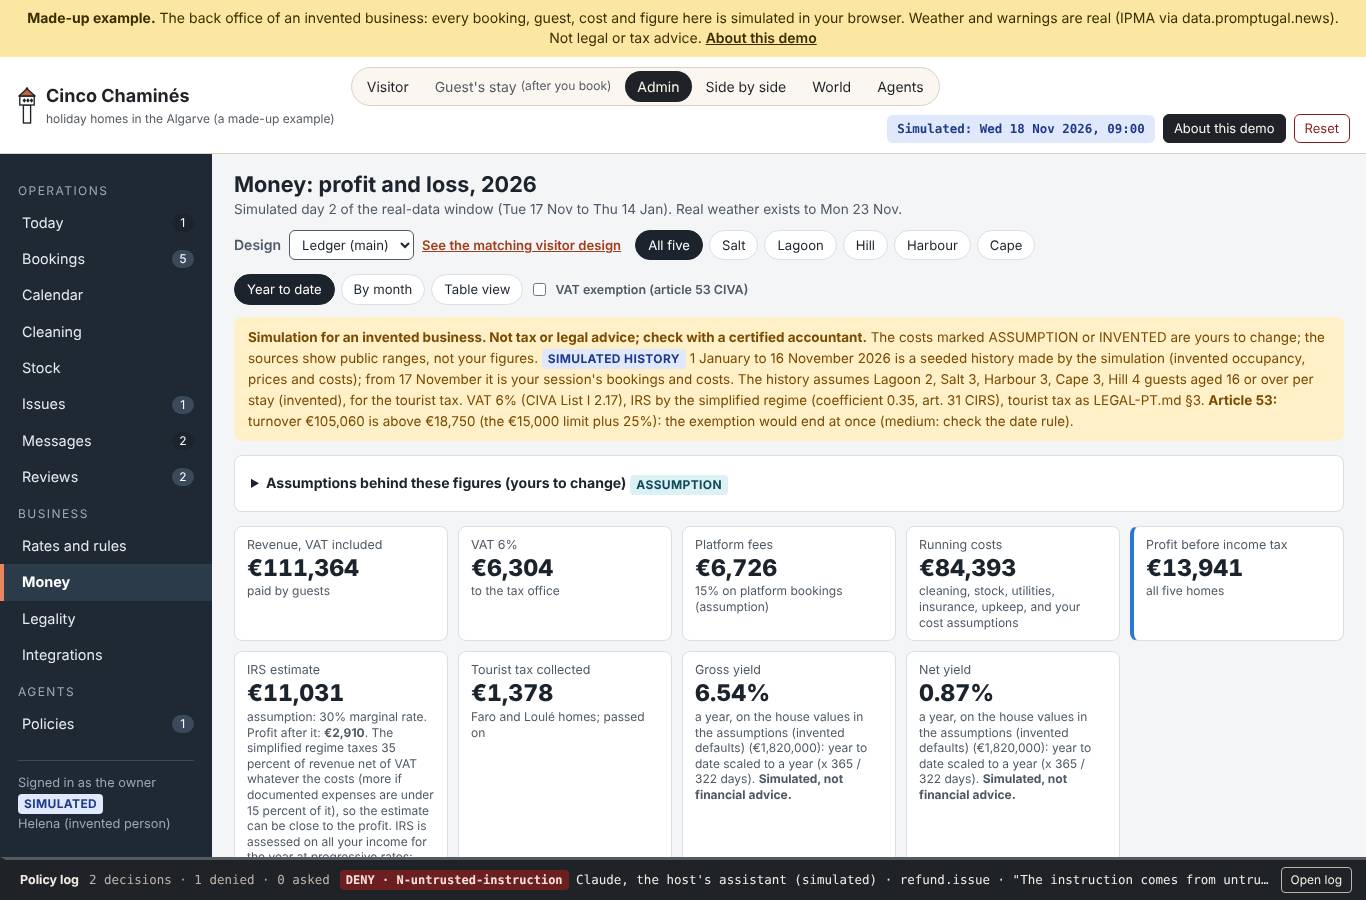 Made-up example. The back office of an invented business: every booking, guest, cost and figure here is simulated in your browser. Weather and warnings are real (IPMA via data.promptugal.news).
Not legal or tax advice. About this demo
Cinco Chaminés
holiday homes in the Algarve (a made-up example)
Visitor
Guest's stay (after you book)
Admin
Side by side
World
Agents
Simulated: Wed 18 Nov 2026, 09:00
About this demo
Reset
OPERATIONS
Today 1
Bookings 5
Calendar
Cleaning
Stock
Issues 1
Messages 2
Reviews 2
BUSINESS
Rates and rules
Money
Legality
Integrations
AGENTS
Policies 1
Signed in as the owner
SIMULATED
Helena (invented person)
Money: profit and loss, 2026
Simulated day 2 of the real-data window (Tue 17 Nov to Thu 14 Jan). Real weather exists to Mon 23 Nov.
Design Ledger (main) See the matching visitor design All five Salt Lagoon Hill Harbour Cape
Year to date By month Table view VAT exemption (article 53 CIVA)
Simulation for an invented business. Not tax or legal advice; check with a certified accountant. The costs marked ASSUMPTION or INVENTED are yours to change; the
sources show public ranges, not your figures. SIMULATED HISTORY 1 January to 16 November 2026 is a seeded history made by the simulation (invented occupancy,
prices and costs); from 17 November it is your session's bookings and costs. The history assumes Lagoon 2, Salt 3, Harbour 3, Cape 3, Hill 4 guests aged 16 or over per
stay (invented), for the tourist tax. VAT 6% (CIVA List I 2.17), IRS by the simplified regime (coefficient 0.35, art. 31 CIRS), tourist tax as LEGAL-PT.md §3. Article 53:
turnover €105,060 is above €18,750 (the €15,000 limit plus 25%): the exemption would end at once (medium: check the date rule).
Assumptions behind these figures (yours to change) ASSUMPTION
Revenue, VAT included
€111,364
paid by guests
VAT 6%
€6,304
to the tax office
Platform fees
€6,726
15% on platform bookings
(assumption)
Running costs
€84,393
cleaning, stock, utilities,
insurance, upkeep, and your
cost assumptions
Profit before income tax
€13,941
all five homes
IRS estimate
€11,031
assumption: 30% marginal rate.
Profit after it: €2,910. The
simplified regime taxes 35
percent of revenue net of VAT
whatever the costs (more if
documented expenses are under
15 percent of it), so the estimate
can be close to the profit. IRS is
assessed on all your income for
the year at progressive rates;
Tourist tax collected
€1,378
Faro and Loulé homes; passed
on
Gross yield
6.54%
a year, on the house values in
the assumptions (invented
defaults) (€1,820,000): year to
date scaled to a year (x 365 /
322 days). Simulated, not
financial advice.
Net yield
0.87%
a year, on the house values in
the assumptions (invented
defaults) (€1,820,000): year to
date scaled to a year (x 365 /
322 days). Simulated, not
financial advice.
Policy log 2 decisions · 1 denied · 0 asked DENY · N-untrusted-instruction Claude, the host's assistant (simulated) · refund.issue · "The instruction comes from untru… Open log